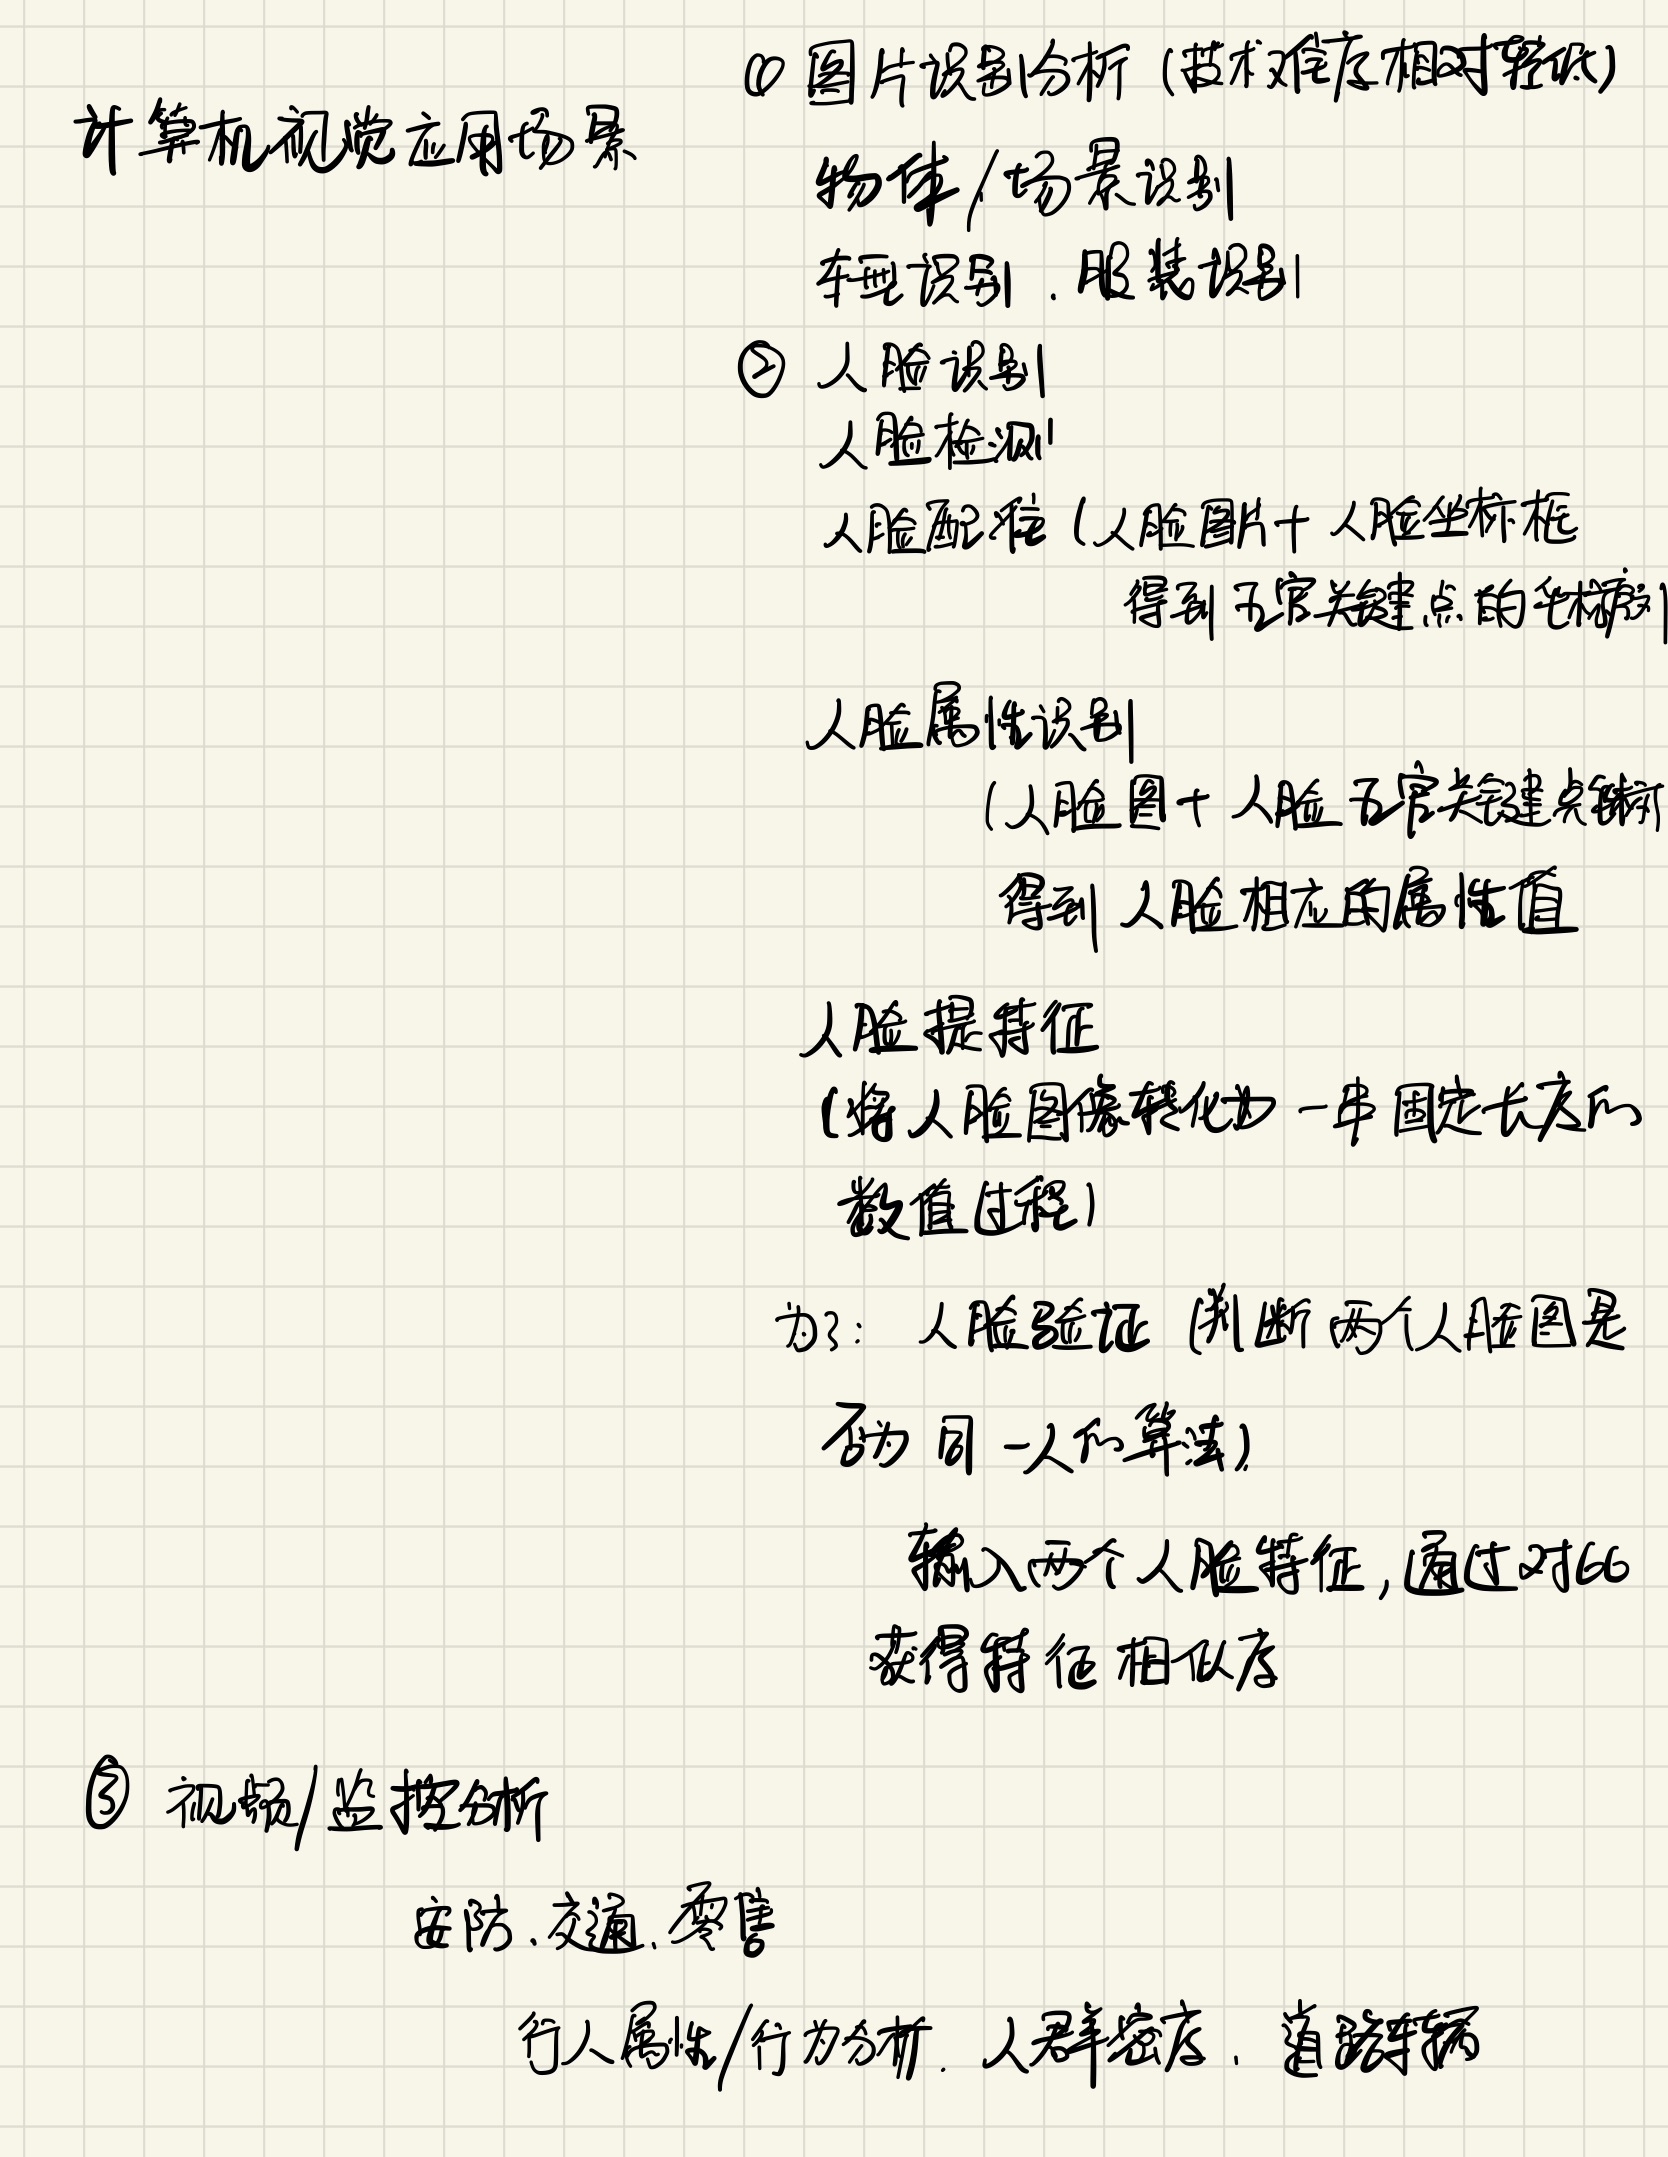 计算机视觉应用场景
① 图片识别分析（技术难度相对较低）
物体/场景识别
车型识别、服装识别
② 人脸识别
人脸检测
人脸配准（人脸图片+人脸坐标框
得到五官关键点的坐标序列
人脸属性识别
（人脸图+人脸五官关键点坐标
得到人脸相应的属性值
人脸提特征
（将人脸图像转化为一串固定长度的
数值过程）
为了：人脸验证（判断两个人脸图是
否为同一人的算法）
输入两个人脸特征,通过对比
获得特征相似度
③ 视频/监控分析
安防、交通、零售
行人属性/行为分析、人群密度、道路车辆